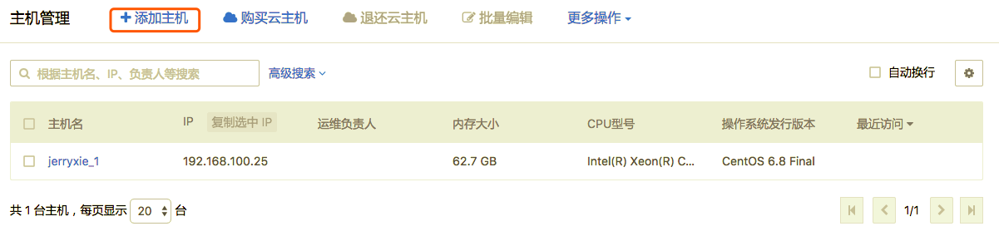 主机管理 添加主机 购买云主机 退还云主机 批量编辑 更多操作
根据主机名、IP、负责人等搜索 高级搜索 自动换行
主机名 IP 复制选中 IP 运维负责人 内存大小 CPU型号 操作系统发行版本 最近访问
jerryxie_1 192.168.100.25 62.7 GB Intel(R) Xeon(R) C... CentOS 6.8 Final
共 1 台主机，每页显示 20 台 1/1